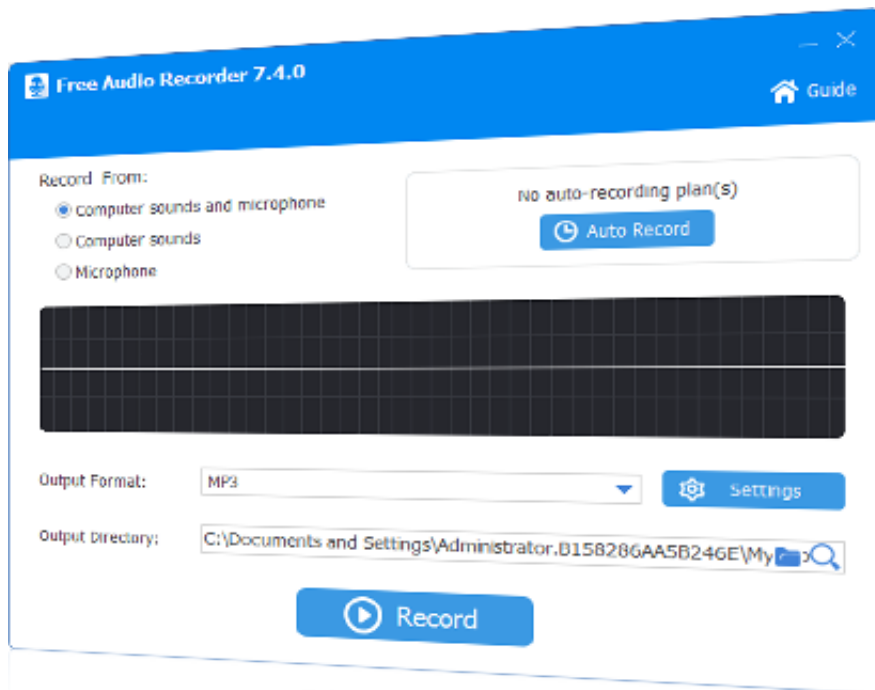 Free Audio Recorder 7.4.0
Guide
Record From:
Computer sounds and microphone
Computer sounds
Microphone
No auto-recording plan(s)
Auto Record
Output Format:
MP3
Settings
Output Directory:
C:\Documents and Settings\Administrator.B158286AA5B246E\My
Record